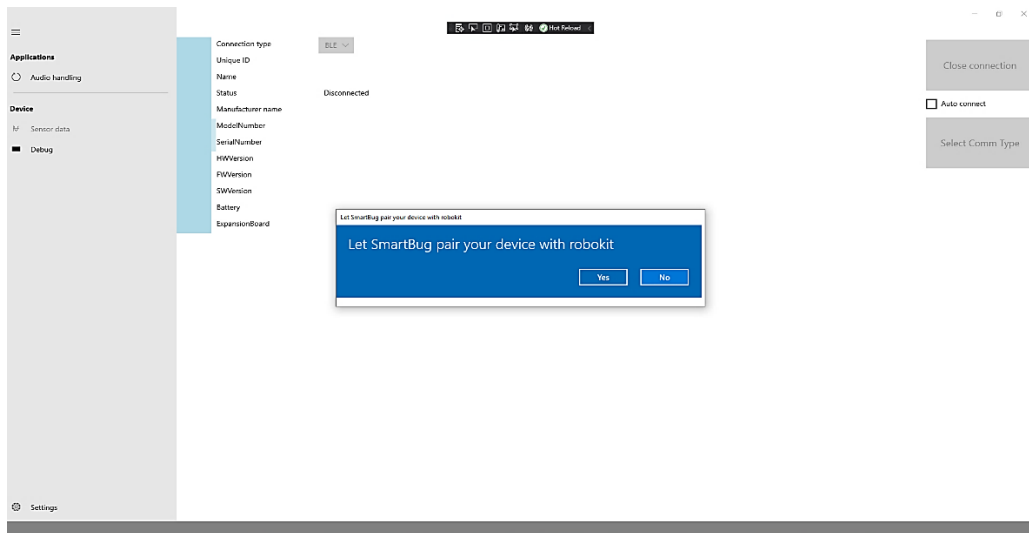 Hot Reload
Applications
Audio handling
Device
Sensor data
Debug
Settings
Connection type
BLE
Unique ID
Name
Status
Disconnected
Manufacturer name
ModelNumber
SerialNumber
HWVersion
FWVersion
SWVersion
Battery
ExpansionBoard
Close connection
Auto connect
Select Comm Type
Let SmartBug pair your device with robokit
Let SmartBug pair your device with robokit
Yes
No